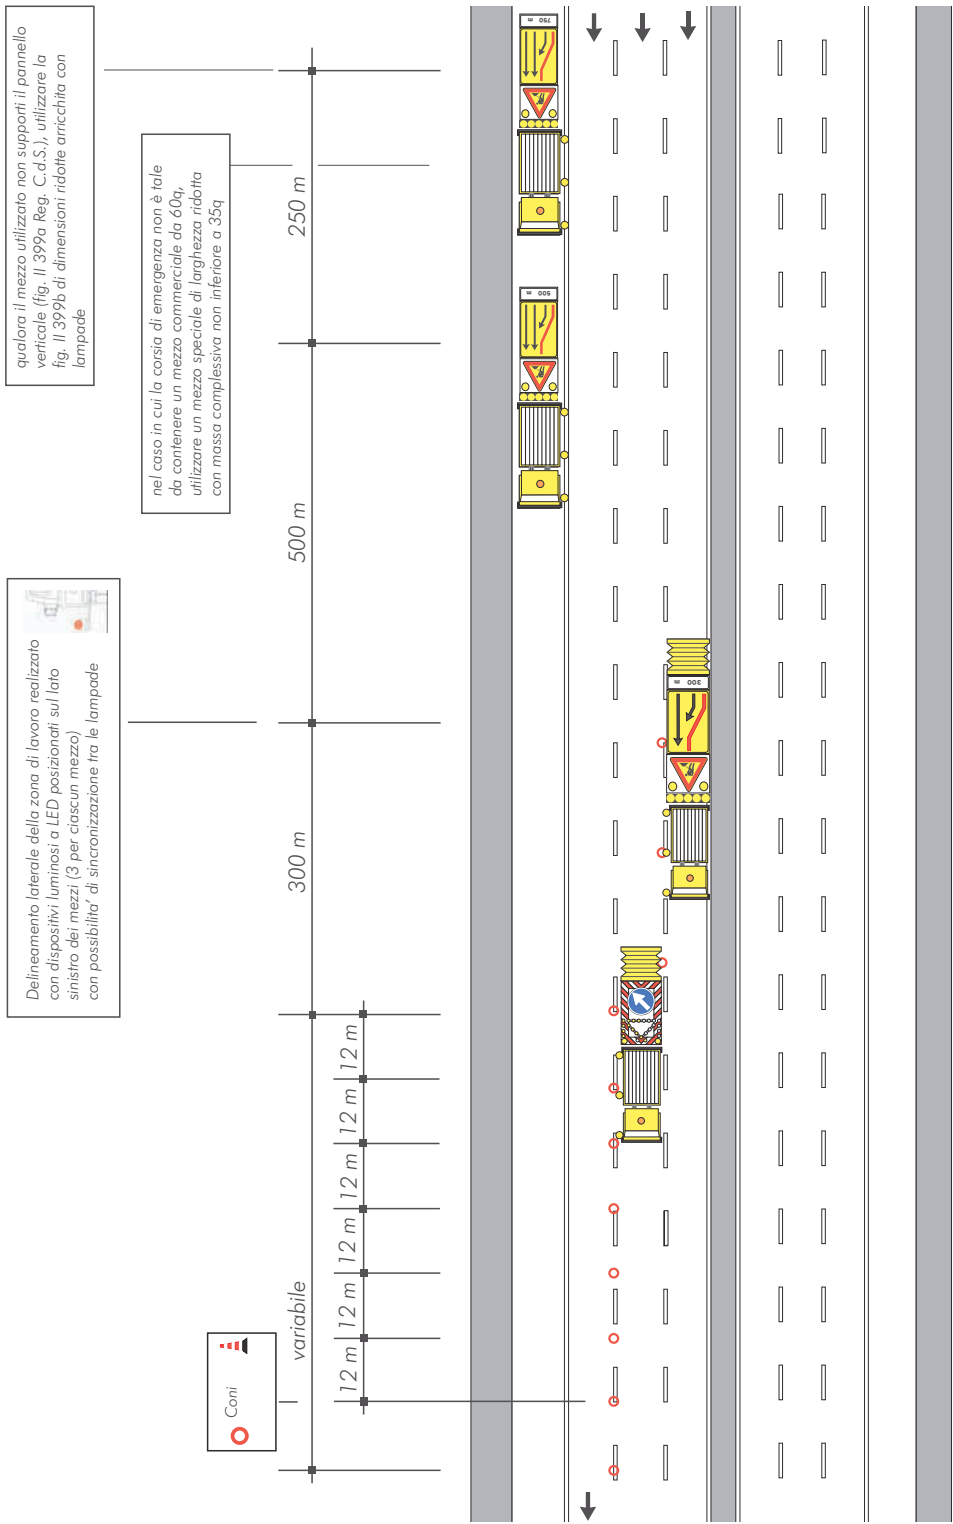 qualora il mezzo utilizzato non supporti il pannello
verticale (fig. II 399a Reg. C.d.S.), utilizzare la
fig. II 399b di dimensioni ridotte arricchita con
lampade
nel caso in cui la corsia di emergenza non è tale
da contenere un mezzo commerciale da 60q,
utilizzare un mezzo speciale di larghezza ridotta
con massa complessiva non inferiore a 35q
Delineamento laterale della zona di lavoro realizzato
con dispositivi luminosi a LED posizionati sul lato
sinistro dei mezzi (3 per ciascun mezzo)
con possibilita' di sincronizzazione tra le lampade
Coni
250 m
500 m
300 m
variabile
12 m
12 m
12 m
12 m
12 m
12 m
750 m
500 m
300 m